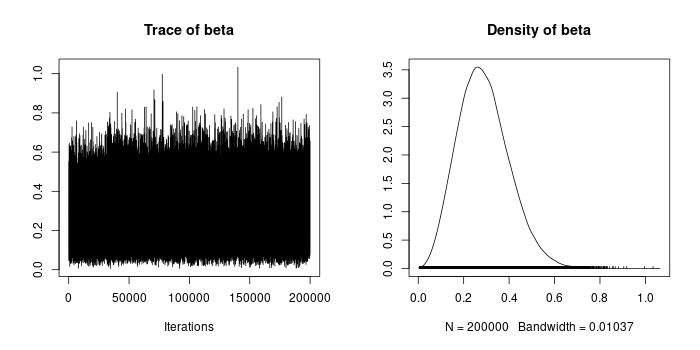 Trace of beta
1.0
0.8
0.6
0.4
0.2
0.0
0 50000 100000 150000 200000
Iterations
Density of beta
3.5
3.0
2.5
2.0
1.5
1.0
0.5
0.0
0.0 0.2 0.4 0.6 0.8 1.0
N = 200000 Bandwidth = 0.01037